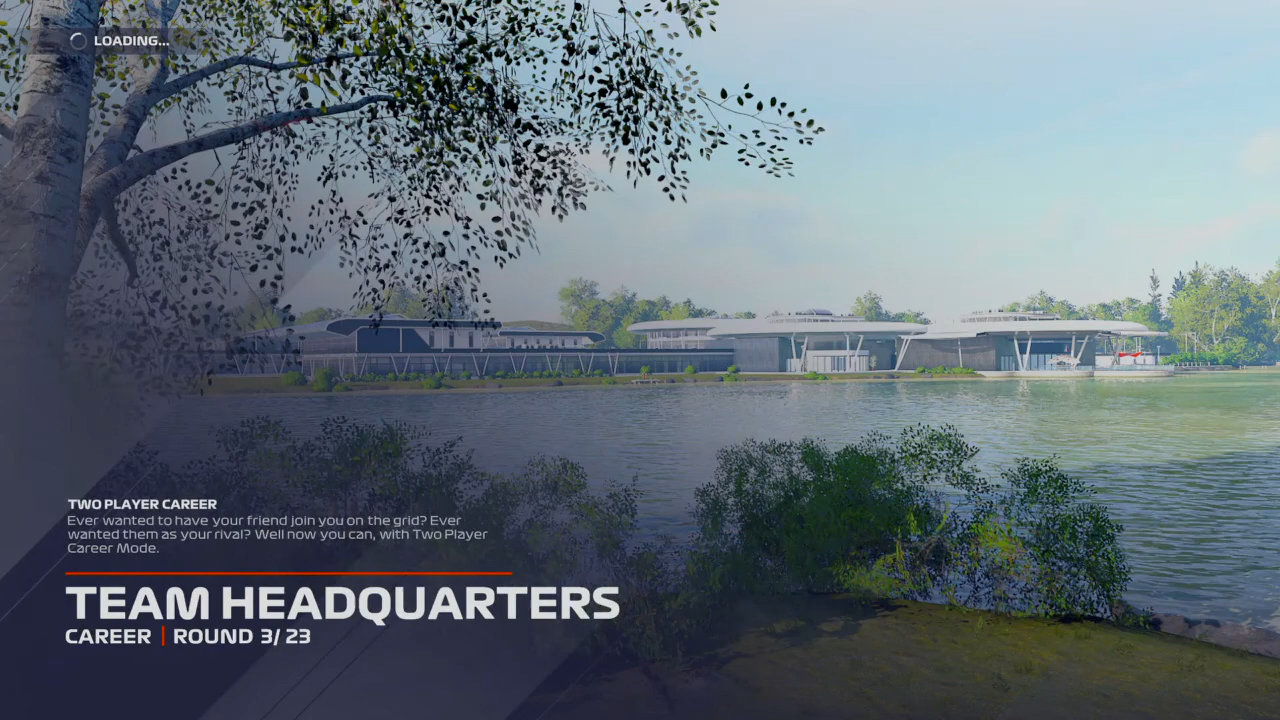 LOADING...
TWO PLAYER CAREER
Ever wanted to have your friend join you on the grid? Ever
wanted them as your rival? Well now you can, with Two Player
Career Mode.
TEAM HEADQUARTERS
CAREER | ROUND 3/ 23